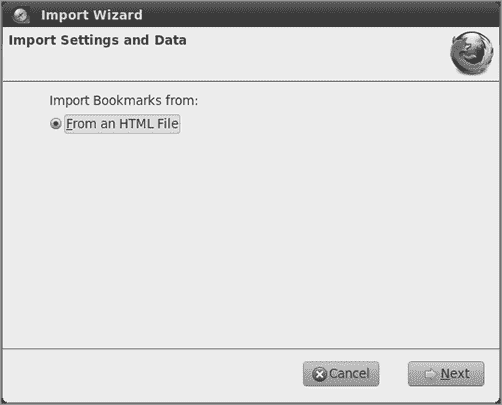 Import Wizard
Import Settings and Data
Import Bookmarks from:
From an HTML File
Cancel
Next